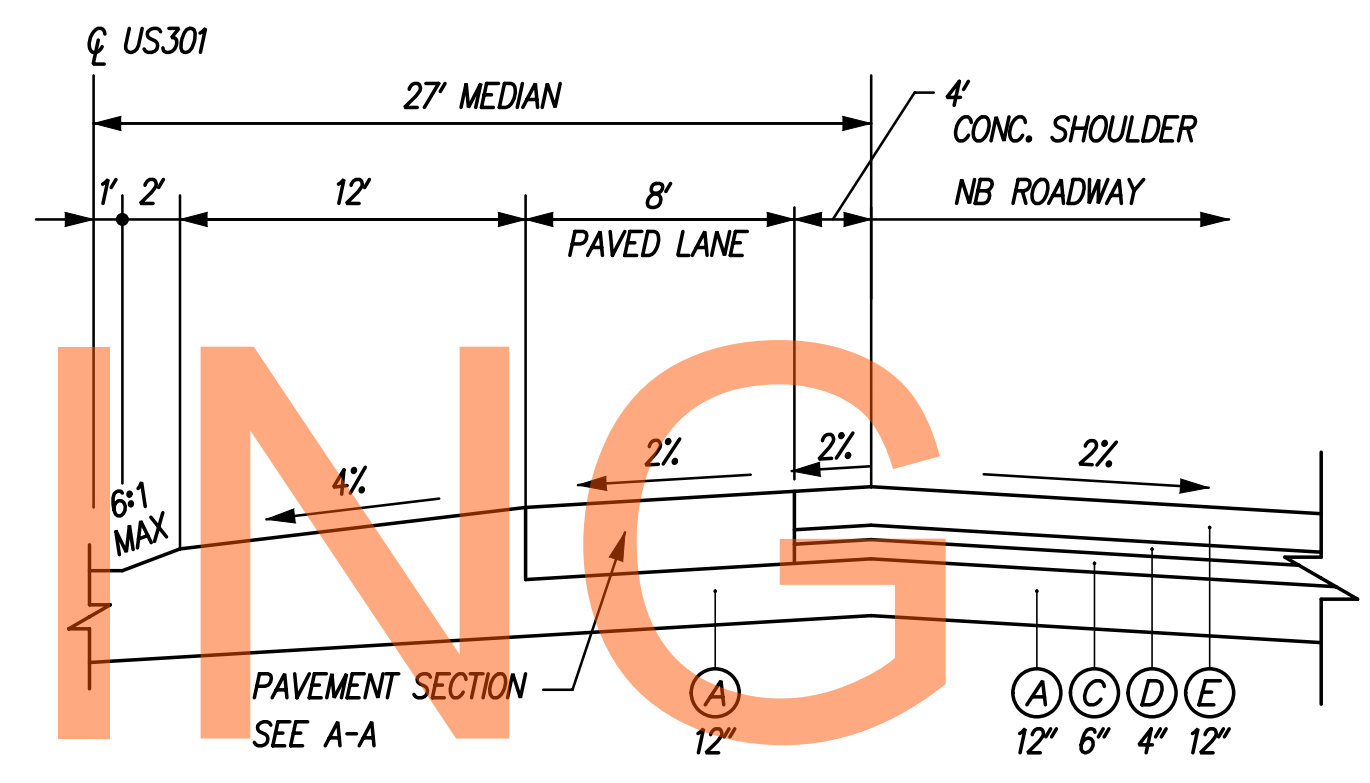 ℄ US301
27' MEDIAN
4'
CONC. SHOULDER
1' 2' 12' 8' NB ROADWAY
PAVED LANE
6:1
MAX
4% 2% 2% 2%
ING
PAVEMENT SECTION
SEE A-A
A A C D E
12" 12" 6" 4" 12"